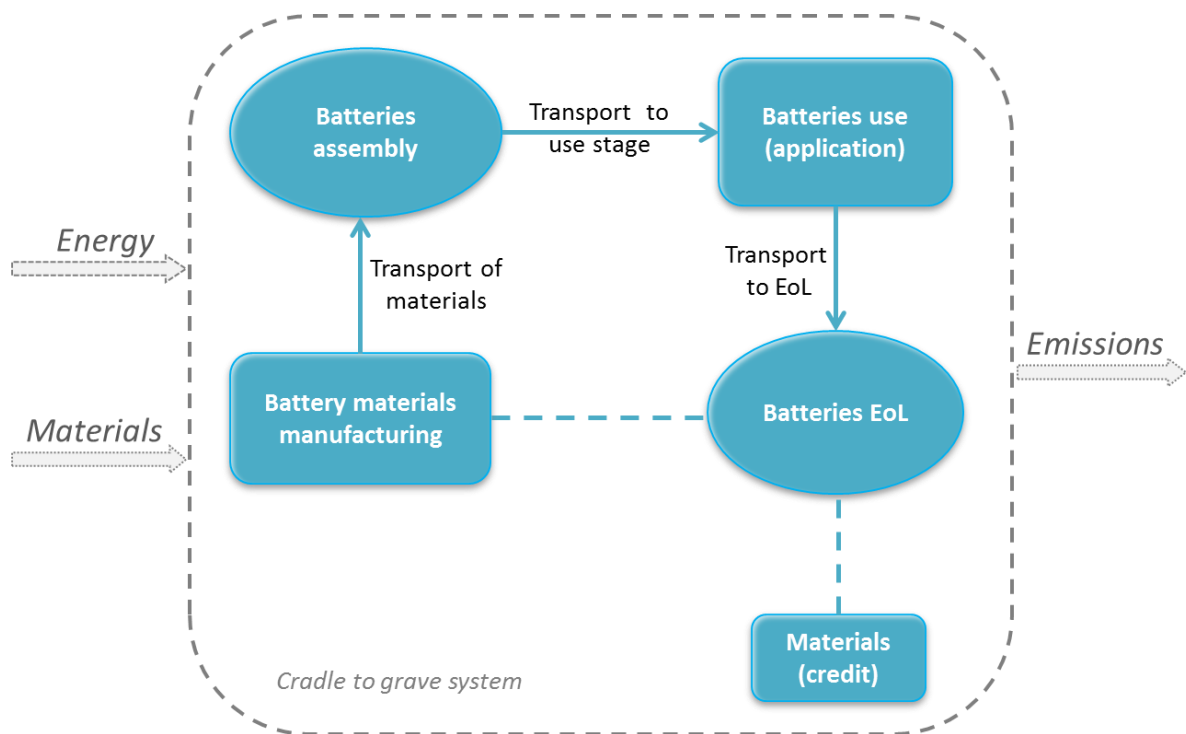 Batteries
assembly
Transport to
use stage
Batteries use
(application)
Energy
Transport of
materials
Transport
to EoL
Emissions
Materials
Battery materials
manufacturing
Batteries EoL
Materials
(credit)
Cradle to grave system